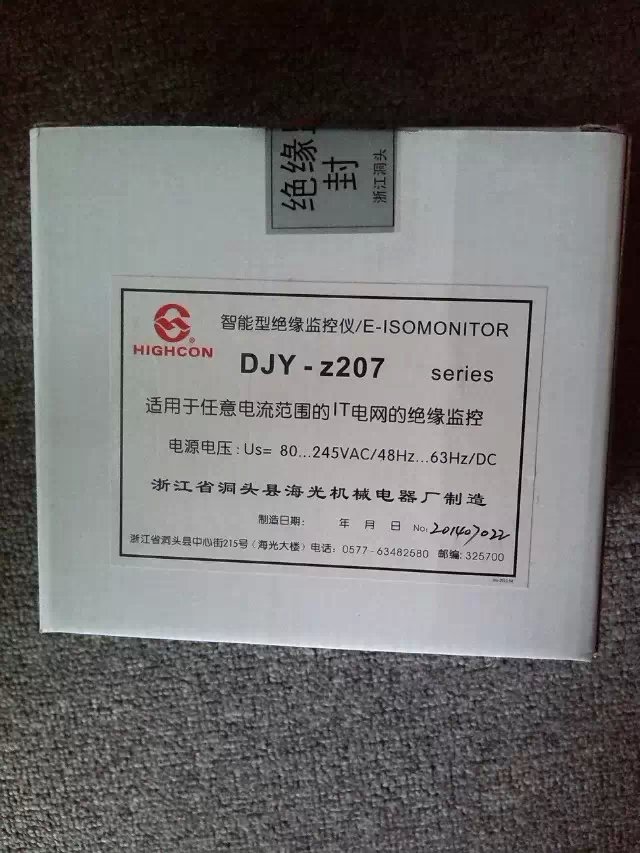 绝缘
封
浙江洞头
HIGHCON
®
智能型绝缘监控仪/E-ISOMONITOR
DJY-z207 series
适用于任意电流范围的IT电网的绝缘监控
电源电压：Us= 80...245VAC/48Hz...63Hz/DC
浙江省洞头县海光机械电器厂制造
制造日期： 年 月 日 No: 201407022
浙江省洞头县中心街215号（海光大楼）电话：0577-63482580 邮编：325700